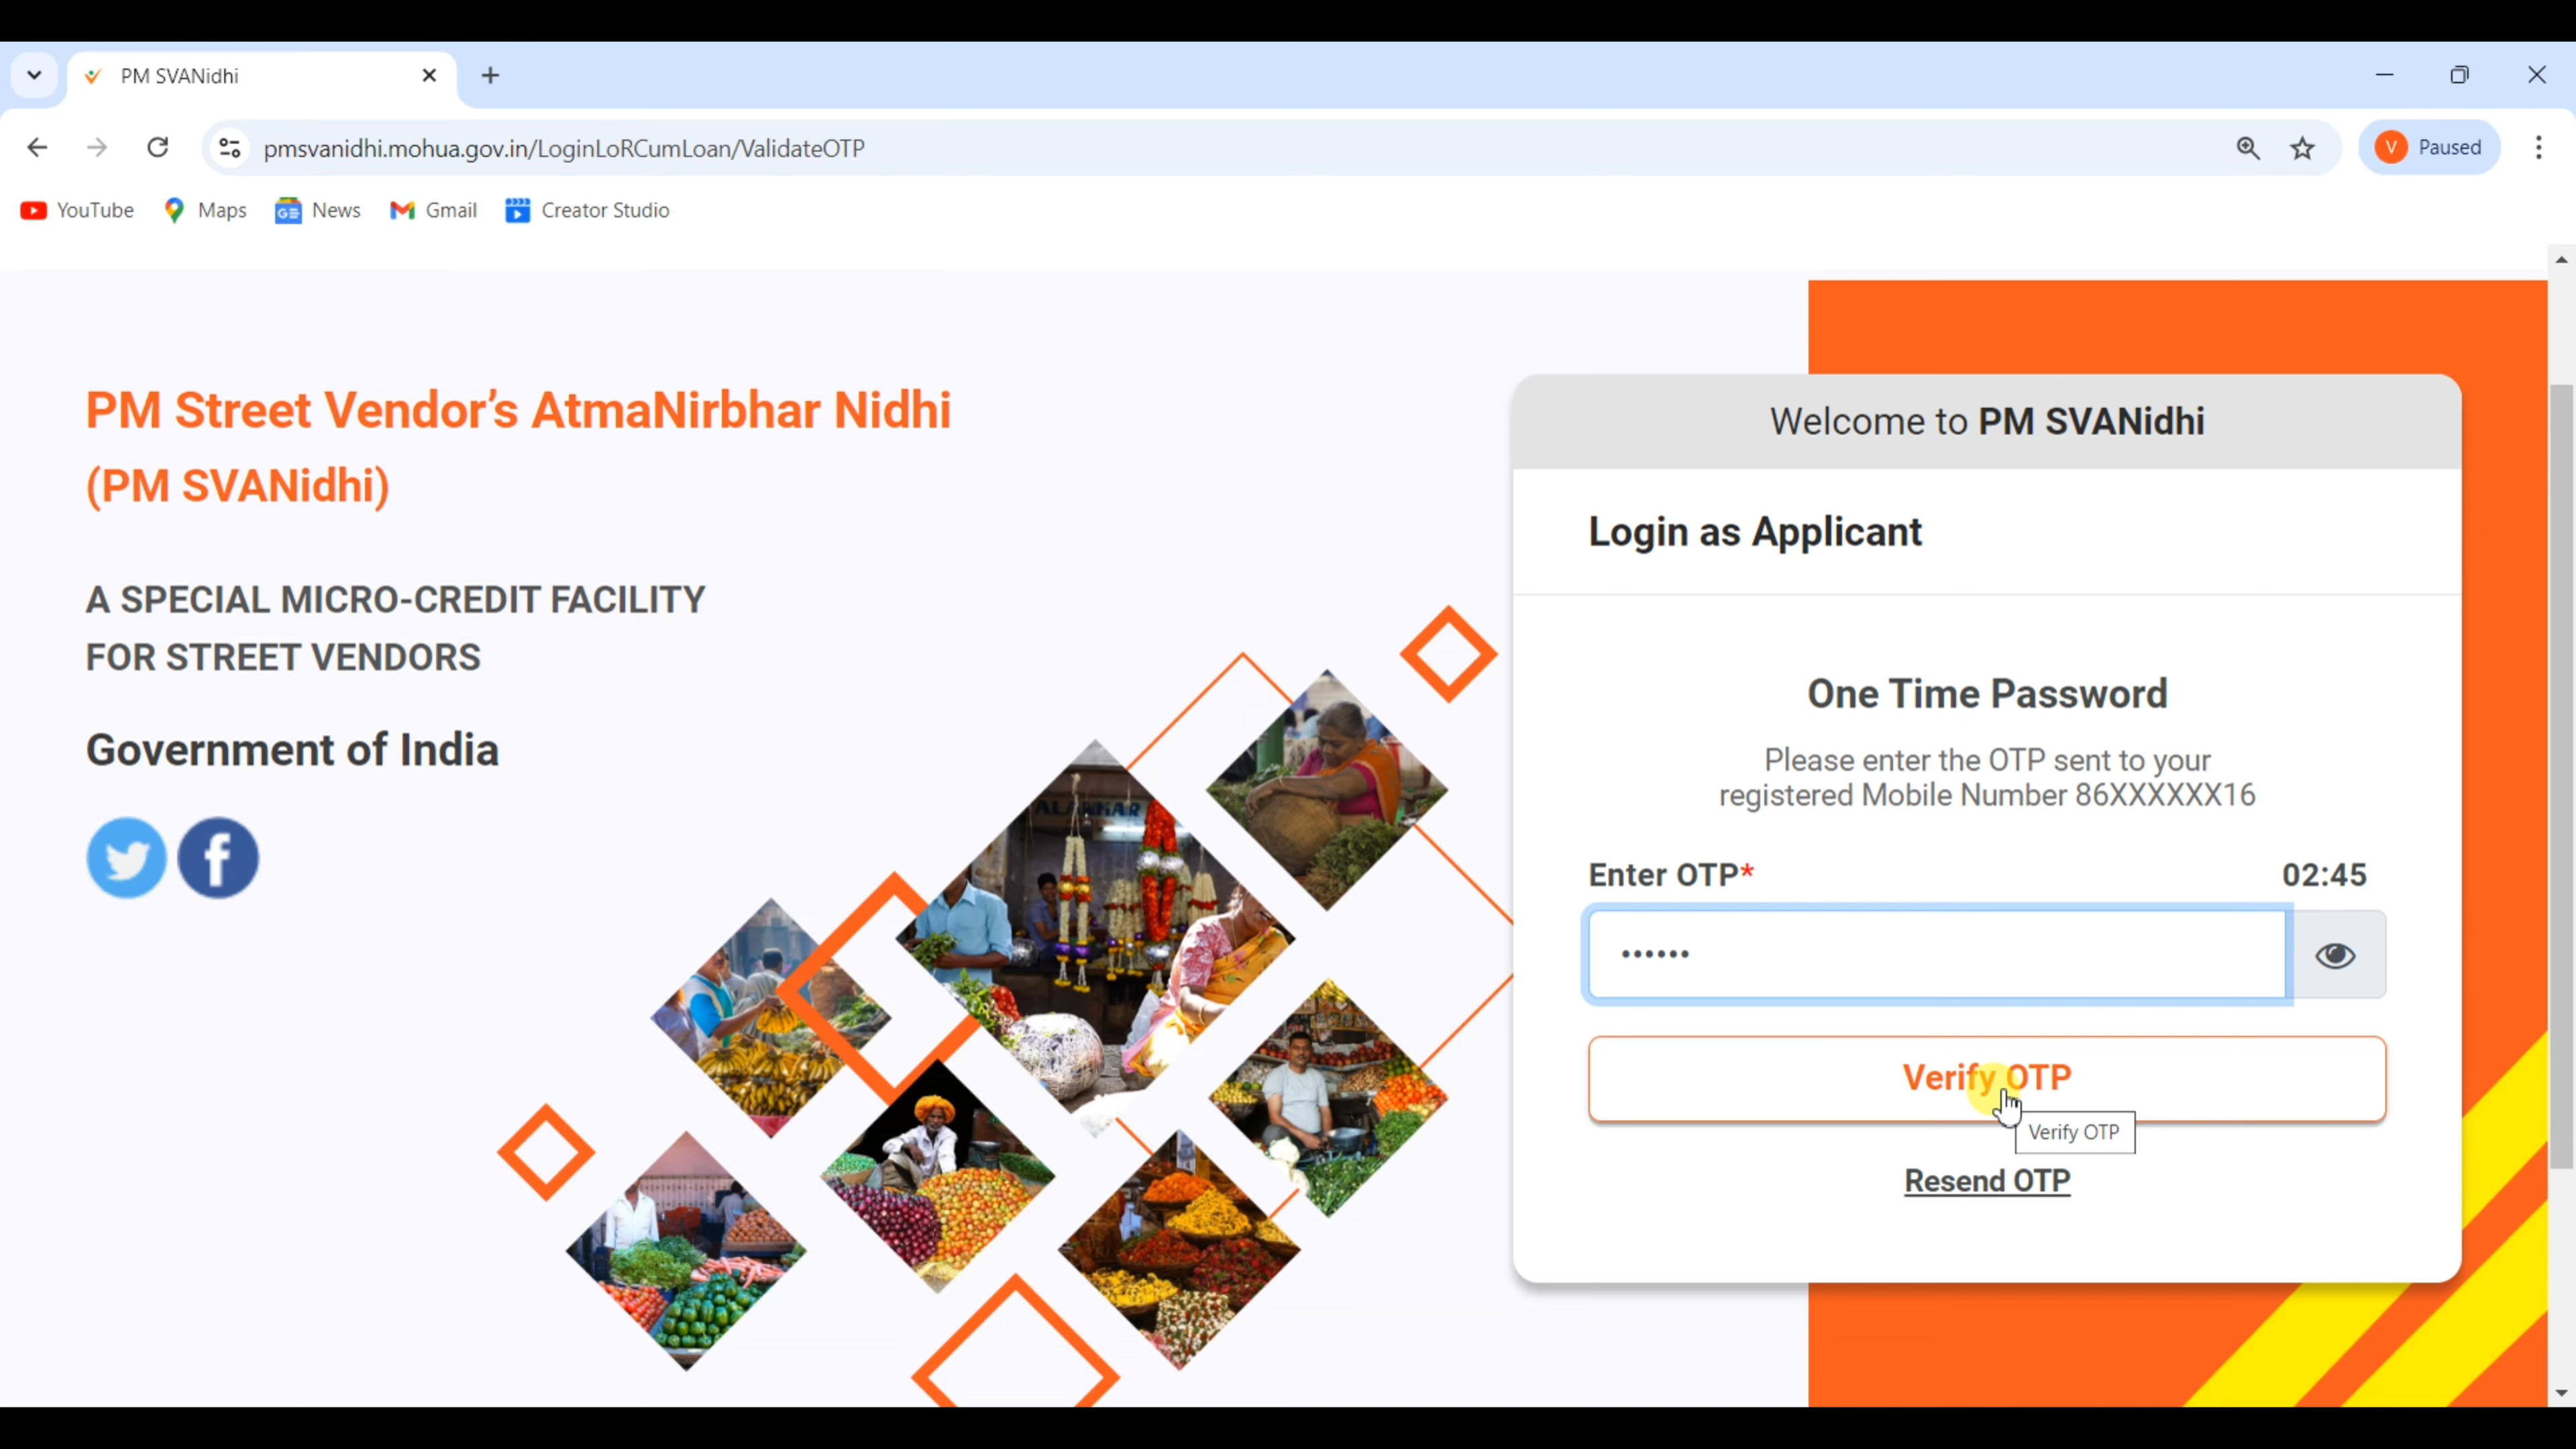 PM SVANidhi
pmsvanidhi.mohua.gov.in/LoginLoRCumLoan/ValidateOTP
V Paused
YouTube Maps News Gmail Creator Studio
PM Street Vendor’s AtmaNirbhar Nidhi
(PM SVANidhi)
A SPECIAL MICRO-CREDIT FACILITY
FOR STREET VENDORS
Government of India
Welcome to PM SVANidhi
Login as Applicant
One Time Password
Please enter the OTP sent to your
registered Mobile Number 86XXXXXX16
Enter OTP* 02:45
••••••
Verify OTP
Verify OTP
Resend OTP